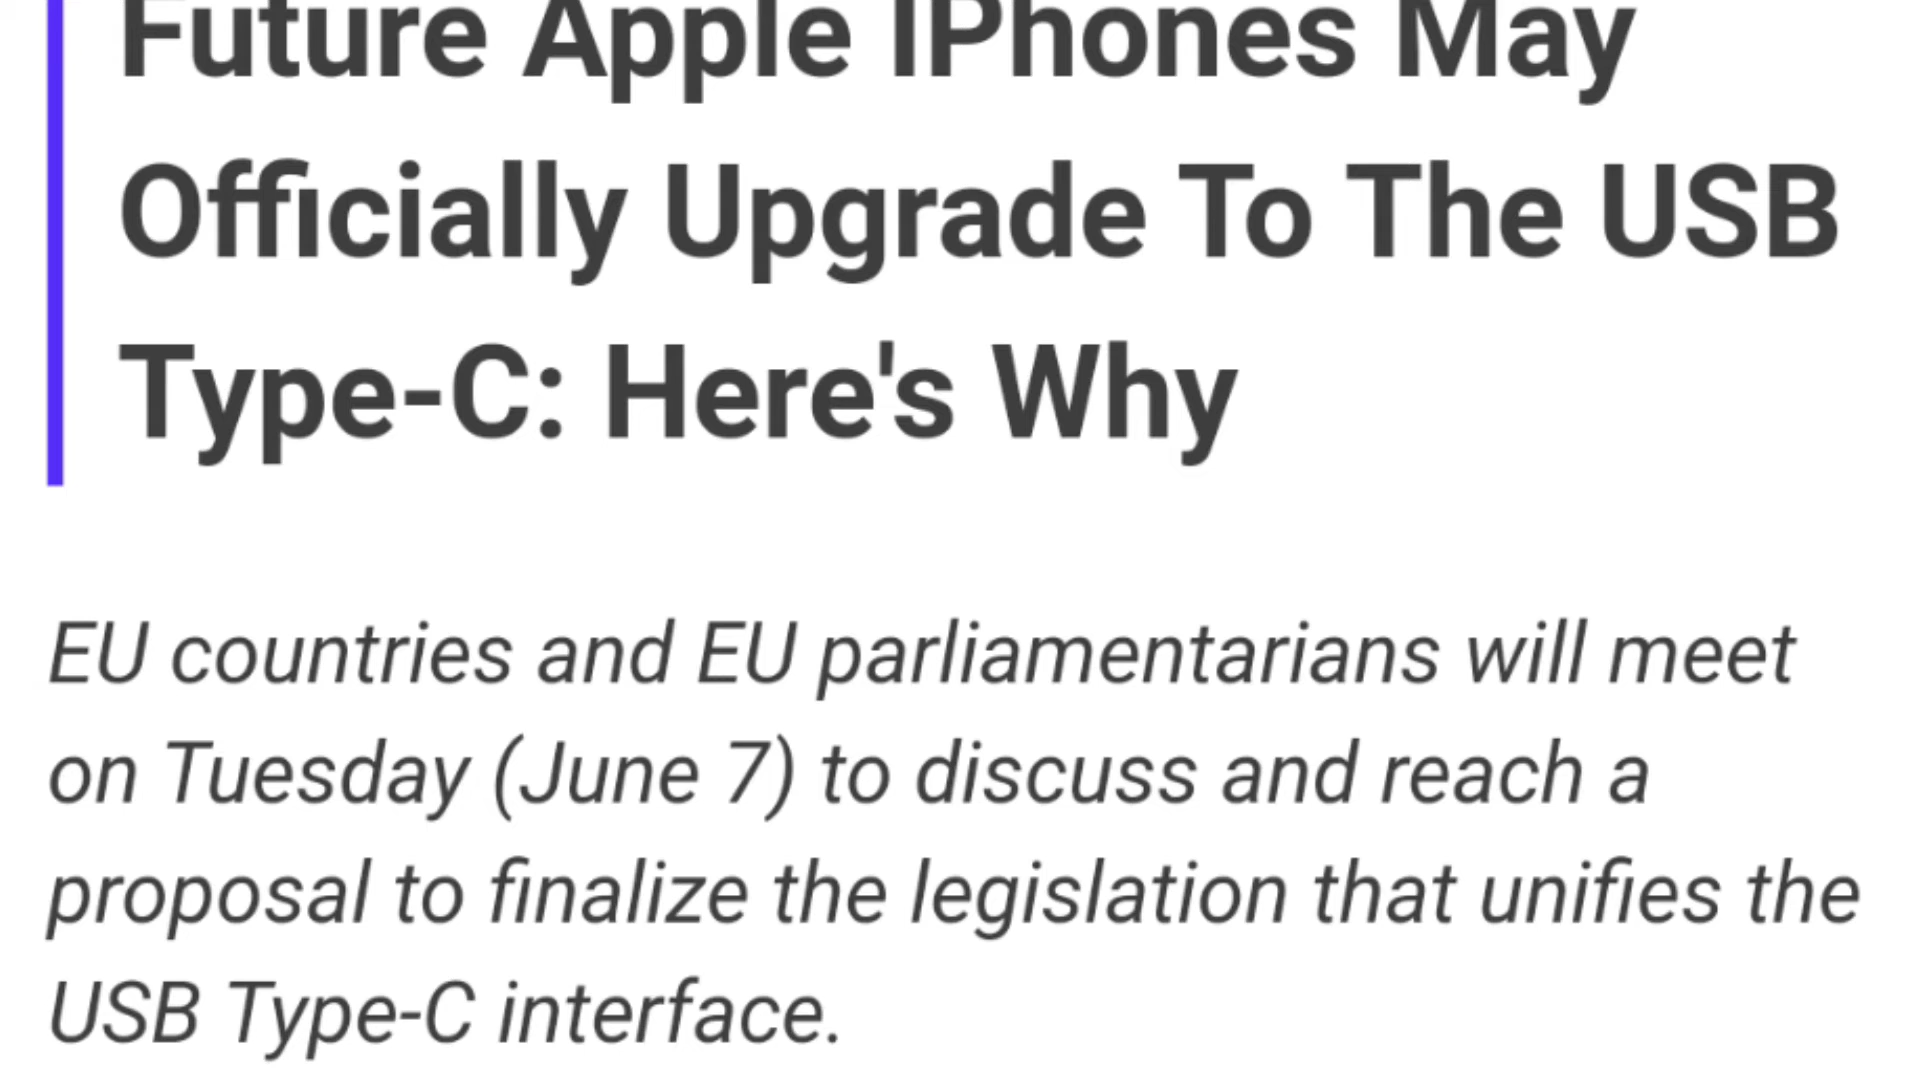 Future Apple IPhones May
Officially Upgrade To The USB
Type-C: Here's Why
EU countries and EU parliamentarians will meet
on Tuesday (June 7) to discuss and reach a
proposal to finalize the legislation that unifies the
USB Type-C interface.